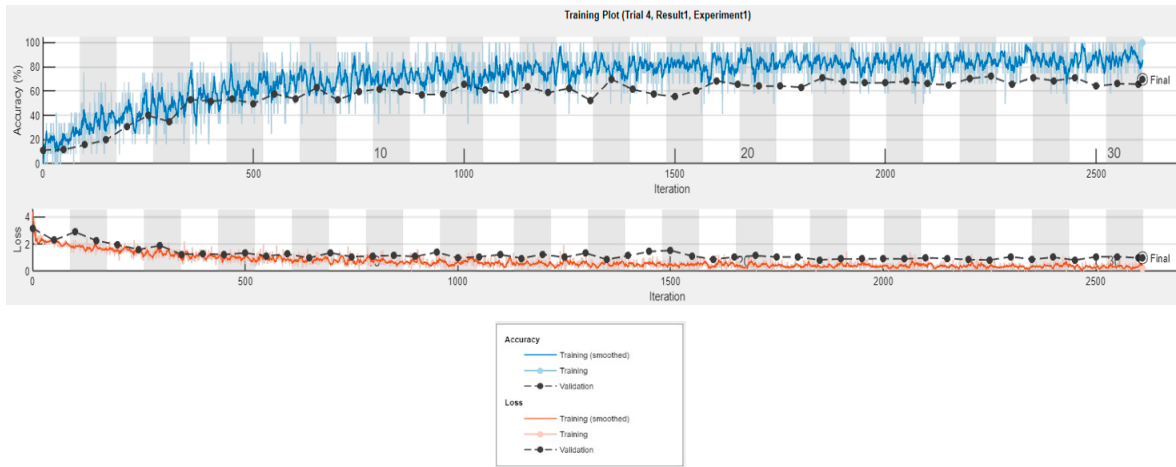 Training Plot (Trial 4, Result1, Experiment1)
100
80
60
40
20
0
Accuracy (%)
10
20
30
Final
0
500
1000
1500
2000
2500
Iteration
4
2
0
Loss
Final
0
500
1000
1500
2000
2500
Iteration
Accuracy
Training (smoothed)
Training
Validation
Loss
Training (smoothed)
Training
Validation